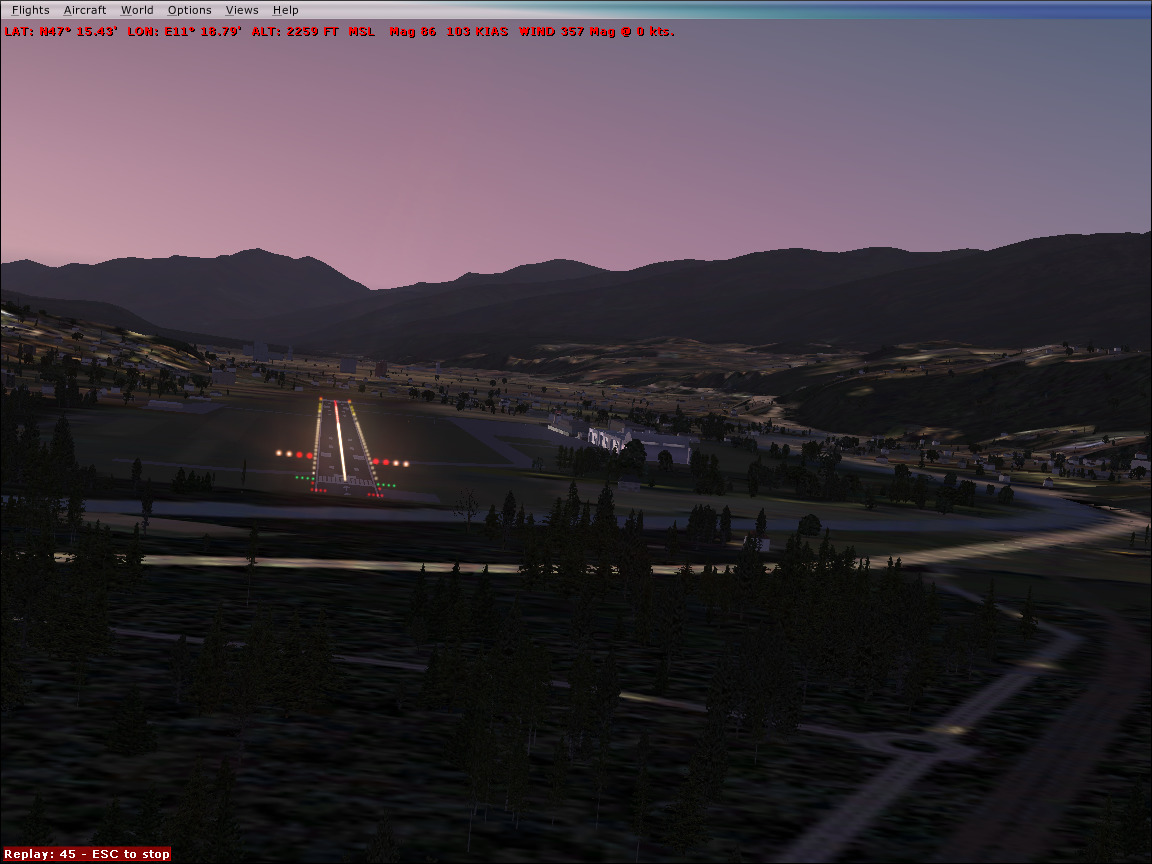 Flights Aircraft World Options Views Help
LAT: N47° 15.43' LON: E11° 18.79' ALT: 2259 FT MSL Mag 86 103 KIAS WIND 357 Mag @ 0 kts.
Replay: 45 - ESC to stop